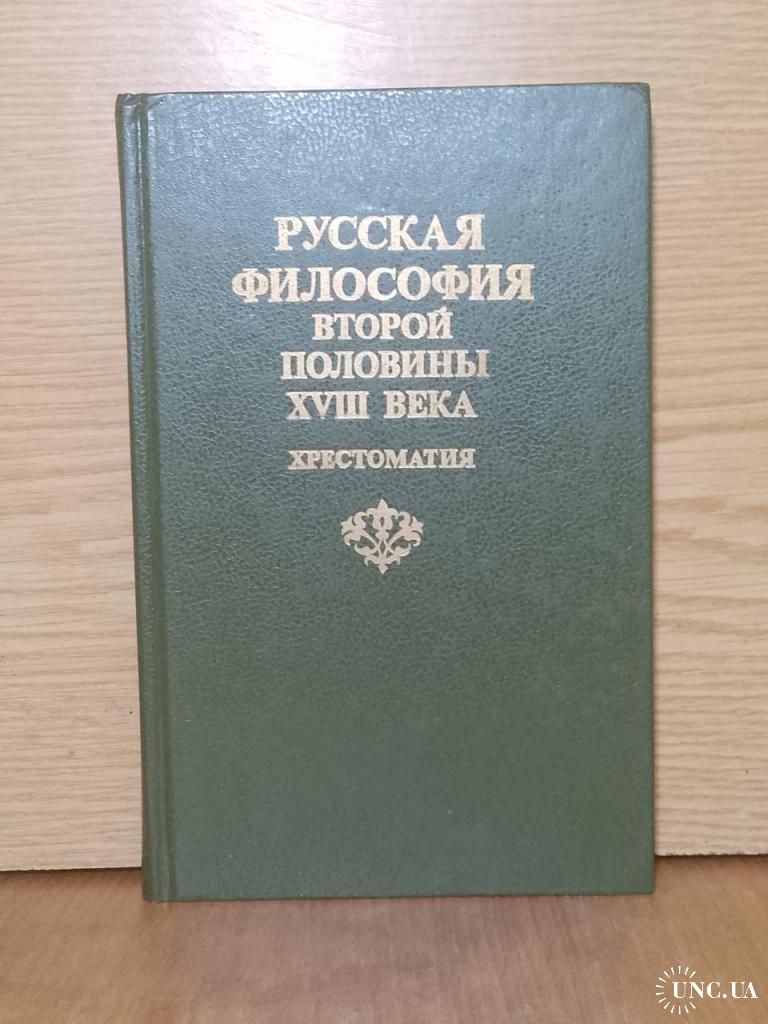 РУССКАЯ
ФИЛОСОФИЯ
ВТОРОЙ
ПОЛОВИНЫ
XVIII ВЕКА
ХРЕСТОМАТИЯ
UNC.UA